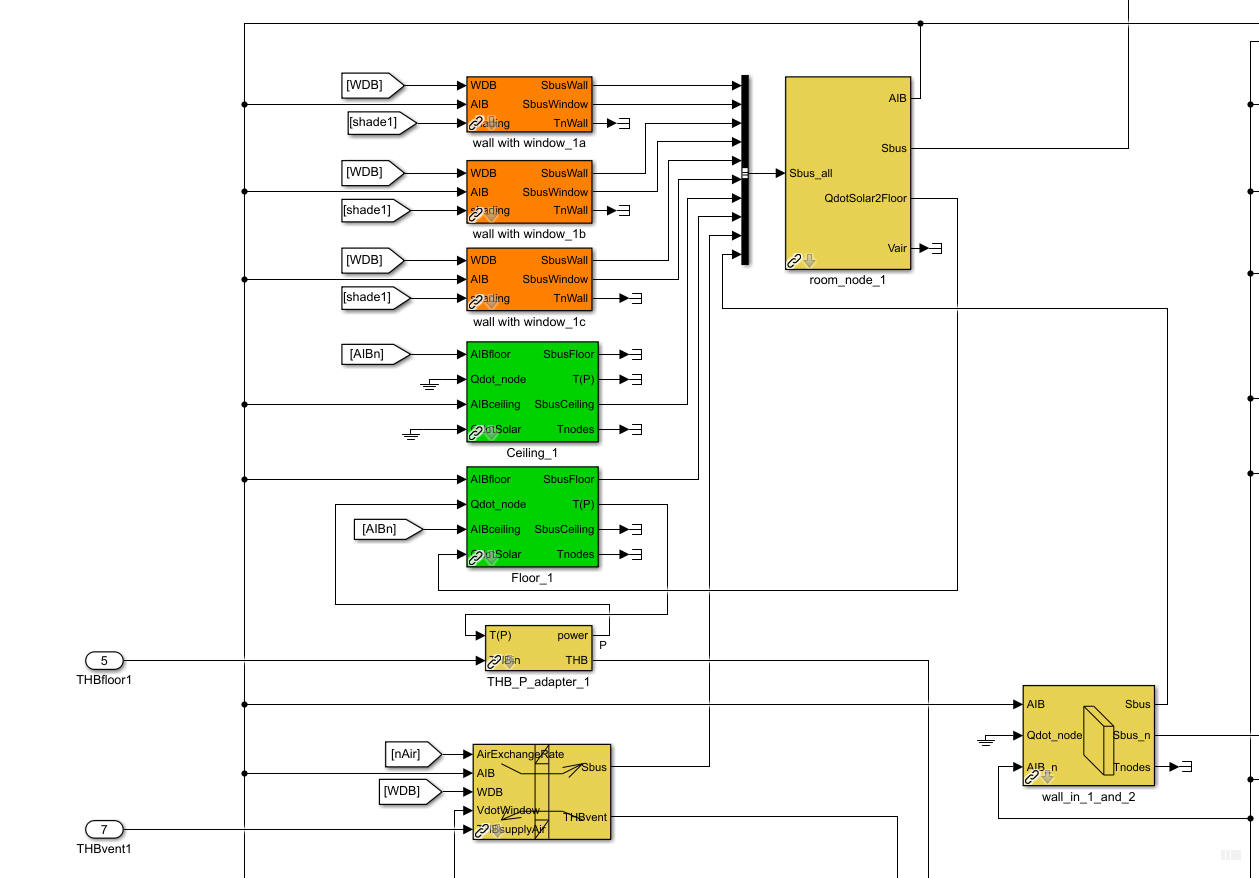 [WDB]
WDB SbusWall
AIB SbusWindow
[shade1]
TnWall
wall with window_1a
[WDB]
WDB SbusWall
AIB SbusWindow
[shade1]
shading TnWall
wall with window_1b
[WDB]
WDB SbusWall
AIB SbusWindow
[shade1]
shading TnWall
wall with window_1c
AIB
Sbus
Sbus_all
QdotSolar2Floor
Vair
room_node_1
[AIBn]
AIBfloor SbusFloor
Qdot_node T(P)
AIBceiling SbusCeiling
Tnodes
Ceiling_1
AIBfloor SbusFloor
Qdot_node T(P)
[AIBn]
AIBceiling SbusCeiling
Tnodes
Floor_1
T(P) power
P
THB
THB_P_adapter_1
5
THBfloor1
AIB Sbus
Qdot_node Sbus_n
AIB_n Tnodes
wall_in_1_and_2
[nAir]
AirExchangeRate
AIB Sbus
[WDB]
WDB
VdotWindow
THBvent
THBsupplyAir
7
THBvent1